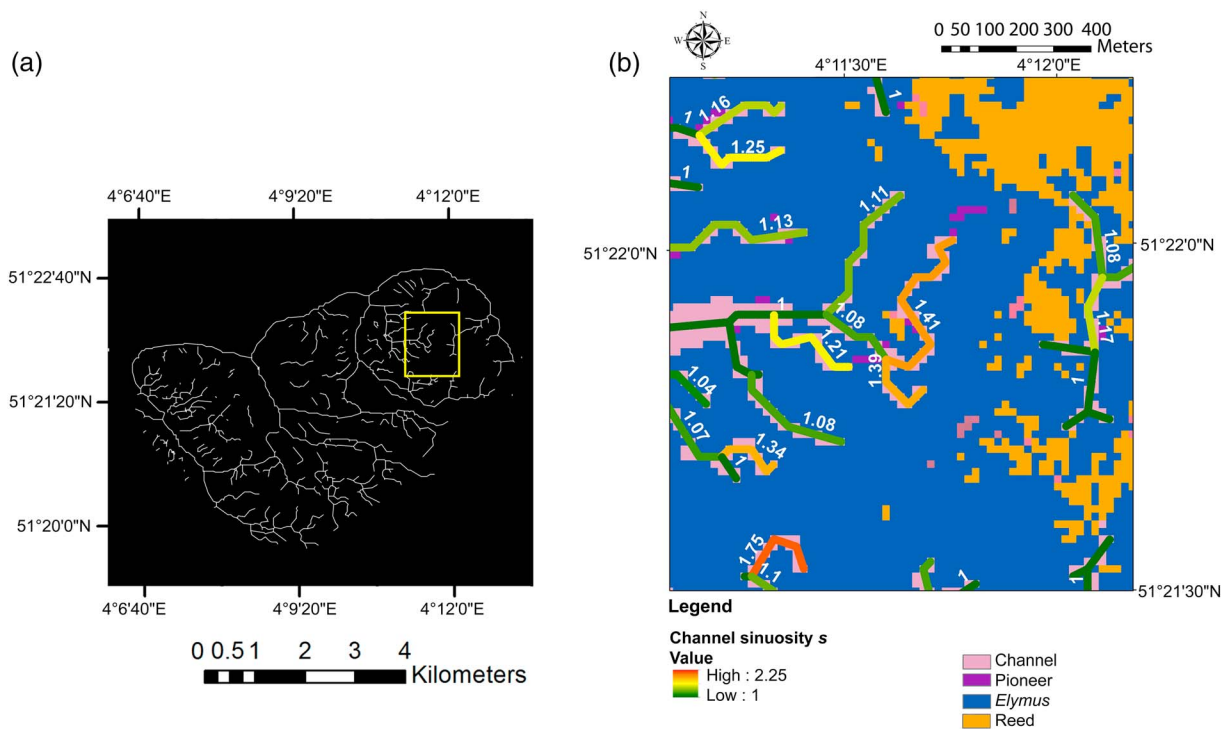 (a)
4°6'40"E 4°9'20"E 4°12'0"E
51°22'40"N
51°21'20"N
51°20'0"N
4°6'40"E 4°9'20"E 4°12'0"E
0 0.5 1 2 3 4
Kilometers
(b)
N
W E
S
0 50 100 200 300 400
Meters
4°11'30"E 4°12'0"E
51°22'0"N
51°22'0"N
51°21'30"N
1
1.16
1
1.25
1
1.11
1.13
1.08
1
1.08
1.41
1.17
1.21
1.39
1
1.04
1.07
1.08
1.34
1
1.75
1.1
1
1
Legend
Channel sinuosity s
Value
High : 2.25
Low : 1
Channel
Pioneer
Elymus
Reed